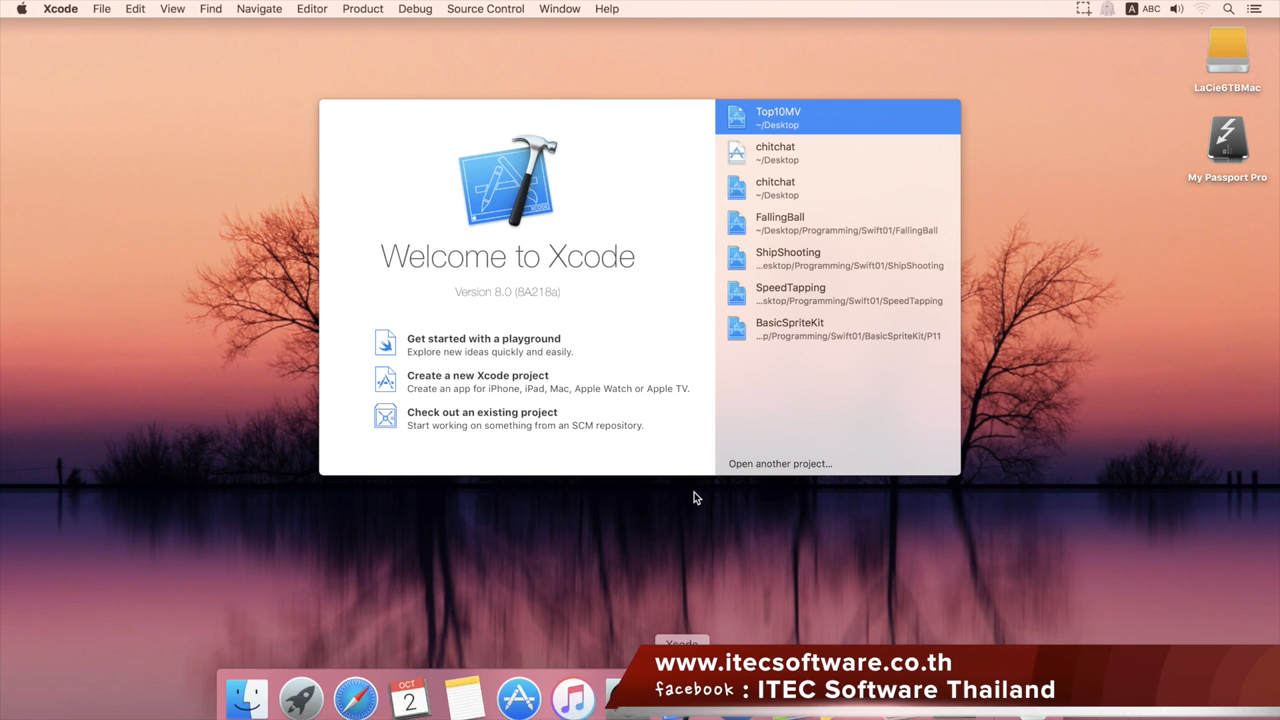 Xcode File Edit View Find Navigate Editor Product Debug Source Control Window Help A ABC
LaCie6TBMac
My Passport Pro
Welcome to Xcode
Version 8.0 (8A218a)
Get started with a playground
Explore new ideas quickly and easily.
Create a new Xcode project
Create an app for iPhone, iPad, Mac, Apple Watch or Apple TV.
Check out an existing project
Start working on something from an SCM repository.
Top10MV
~/Desktop
chitchat
~/Desktop
chitchat
~/Desktop
FallingBall
~/Desktop/Programming/Swift01/FallingBall
ShipShooting
...esktop/Programming/Swift01/ShipShooting
SpeedTapping
...sktop/Programming/Swift01/SpeedTapping
BasicSpriteKit
...p/Programming/Swift01/BasicSpriteKit/P11
Open another project...
Xcode
OCT
2
www.itecsoftware.co.th
facebook : ITEC Software Thailand